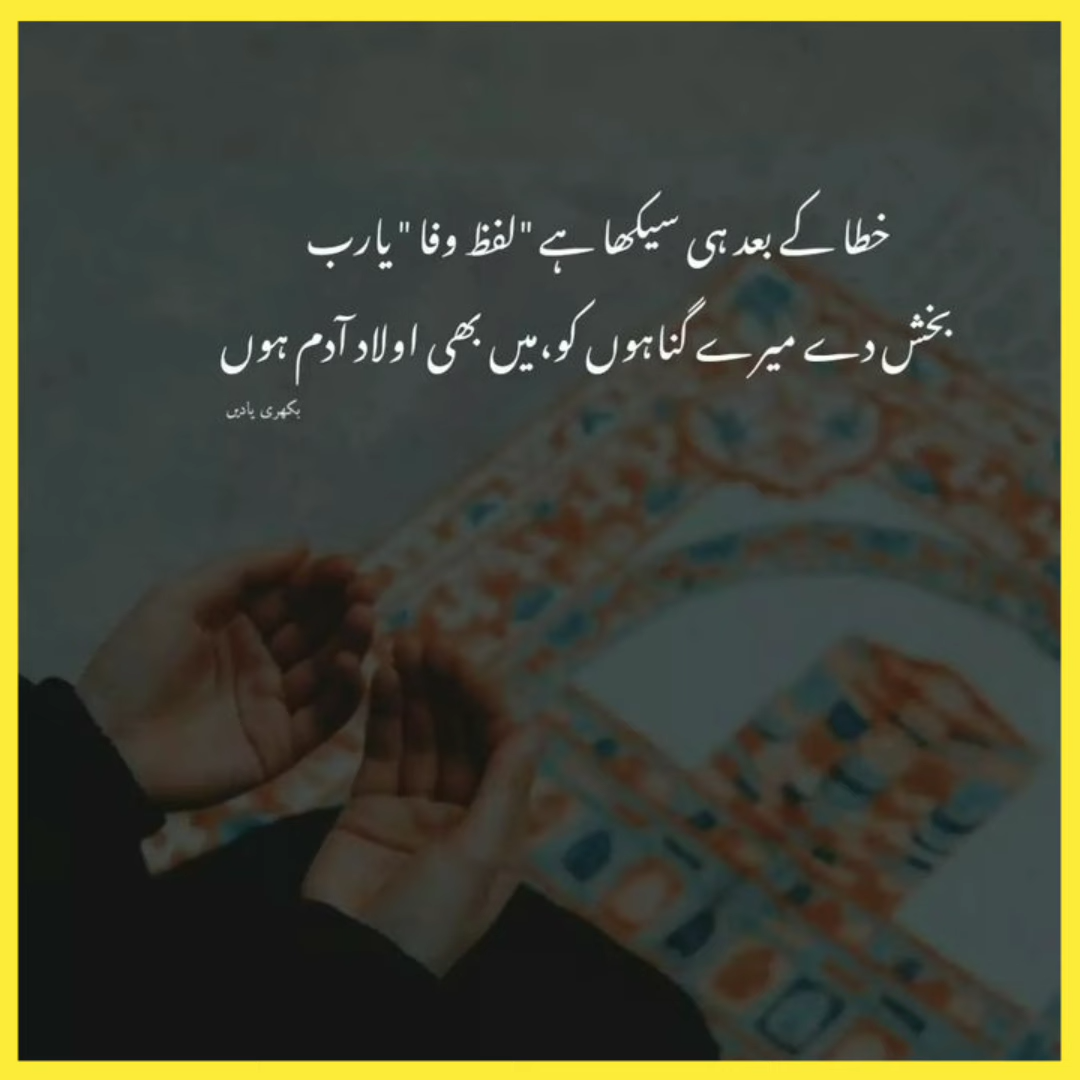 خطا کے بعد ہی سیکھا ہے "لفظ وفا" یارب
بخش دے میرے گناہوں کو، میں بھی اولاد آدم ہوں
بکھری یادیں